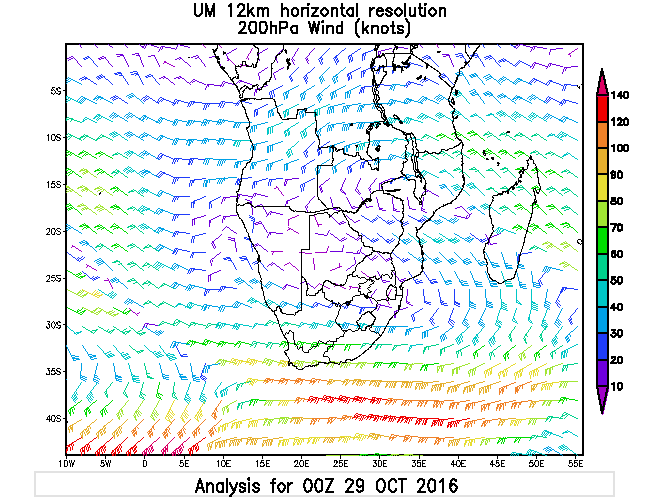 UM 12km horizontal resolution
200hPa Wind (knots)
5S
10S
15S
20S
25S
30S
35S
40S
10W 5W 0 5E 10E 15E 20E 25E 30E 35E 40E 45E 50E 55E
140
120
100
90
80
70
60
50
40
30
20
10
Analysis for 00Z 29 OCT 2016